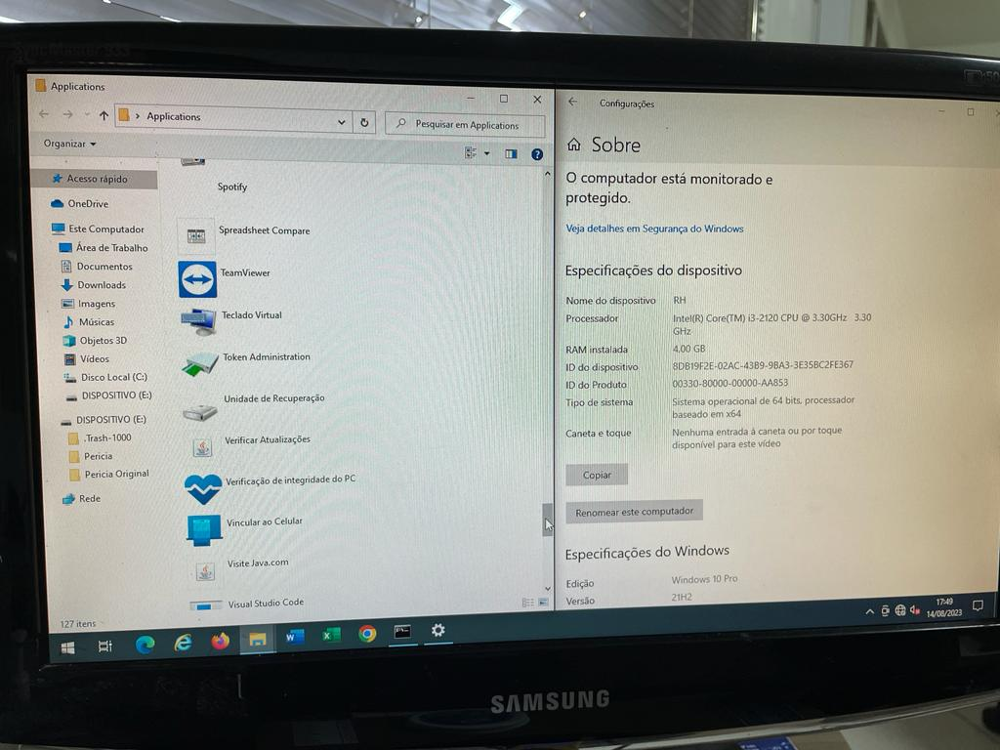 SyncMaster 933
Applications
Applications
Pesquisar em Applications
Organizar
Acesso rápido
OneDrive
Este Computador
Área de Trabalho
Documentos
Downloads
Imagens
Músicas
Objetos 3D
Vídeos
Disco Local (C:)
DISPOSITIVO (E:)
DISPOSITIVO (E:)
.Trash-1000
Pericia
Pericia Original
Rede
127 itens
Spotify
Spreadsheet Compare
TeamViewer
Teclado Virtual
Token Administration
Unidade de Recuperação
Verificar Atualizações
Verificação de integridade do PC
Vincular ao Celular
Visite Java.com
Visual Studio Code
Configurações
Sobre
O computador está monitorado e
protegido.
Veja detalhes em Segurança do Windows
Especificações do dispositivo
Nome do dispositivo RH
Processador Intel(R) Core(TM) i3-2120 CPU @ 3.30GHz 3.30
GHz
RAM instalada 4.00 GB
ID do dispositivo 8DB19F2E-02AC-43B9-9BA3-3E35BC2FE367
ID do Produto 00330-80000-00000-AA853
Tipo de sistema Sistema operacional de 64 bits, processador
baseado em x64
Caneta e toque Nenhuma entrada à caneta ou por toque
disponível para este vídeo
Copiar
Renomear este computador
Especificações do Windows
Edição Windows 10 Pro
Versão 21H2
17:49
14/08/2023
SAMSUNG